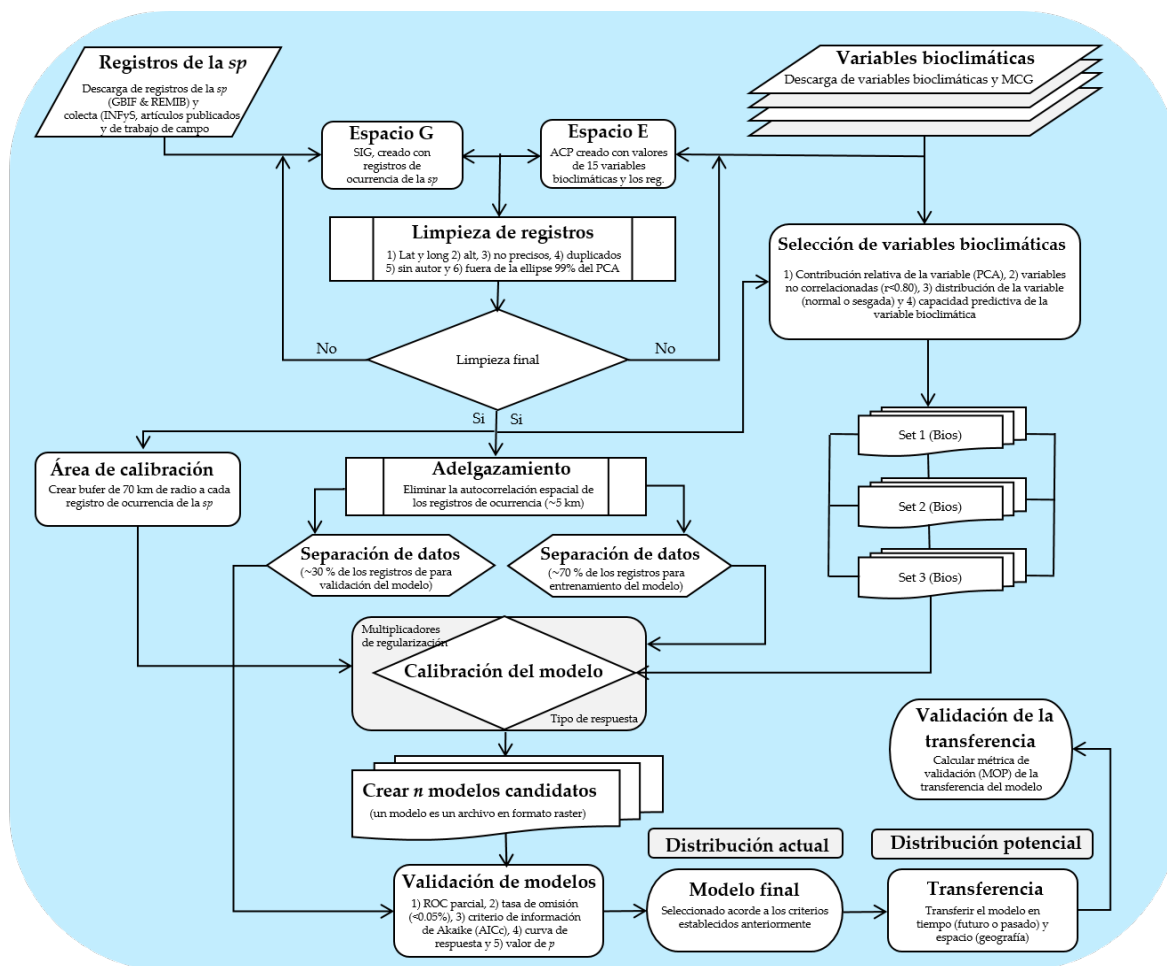 Registros de la sp
Descarga de registros de la sp
(GBIF & REMIB) y
colecta (INFyS, artículos publicados
y de trabajo de campo
Variables bioclimáticas
Descarga de variables bioclimáticas y MCG
Espacio G
SIG, creado con
registros de
ocurrencia de la sp
Espacio E
ACP creado con valores
de 15 variables
bioclimáticas y los reg.
Limpieza de registros
1) Lat y long 2) alt, 3) no precisos, 4) duplicados
5) sin autor y 6) fuera de la ellipse 99% del PCA
Selección de variables bioclimáticas
1) Contribución relativa de la variable (PCA), 2) variables
no correlacionadas (r<0.80), 3) distribución de la variable
(normal o sesgada) y 4) capacidad predictiva de la
variable bioclimática
No
Limpieza final
No
Si
Si
Set 1 (Bios)
Set 2 (Bios)
Set 3 (Bios)
Área de calibración
Crear bufer de 70 km de radio a cada
registro de ocurrencia de la sp
Adelgazamiento
Eliminar la autocorrelación espacial de
los registros de ocurrencia (~5 km)
Separación de datos
(~30 % de los registros de para
validación del modelo)
Separación de datos
(~70 % de los registros para
entrenamiento del modelo)
Multiplicadores
de regularización
Calibración del modelo
Tipo de respuesta
Crear n modelos candidatos
(un modelo es un archivo en formato raster)
Validación de la
transferencia
Calcular métrica de
validación (MOP) de la
transferencia del modelo
Distribución actual
Distribución potencial
Validación de modelos
1) ROC parcial, 2) tasa de omisión
(<0.05%), 3) criterio de información
de Akaike (AICc), 4) curva de
respuesta y 5) valor de p
Modelo final
Seleccionado acorde a los criterios
establecidos anteriormente
Transferencia
Transferir el modelo en
tiempo (futuro o pasado) y
espacio (geografía)